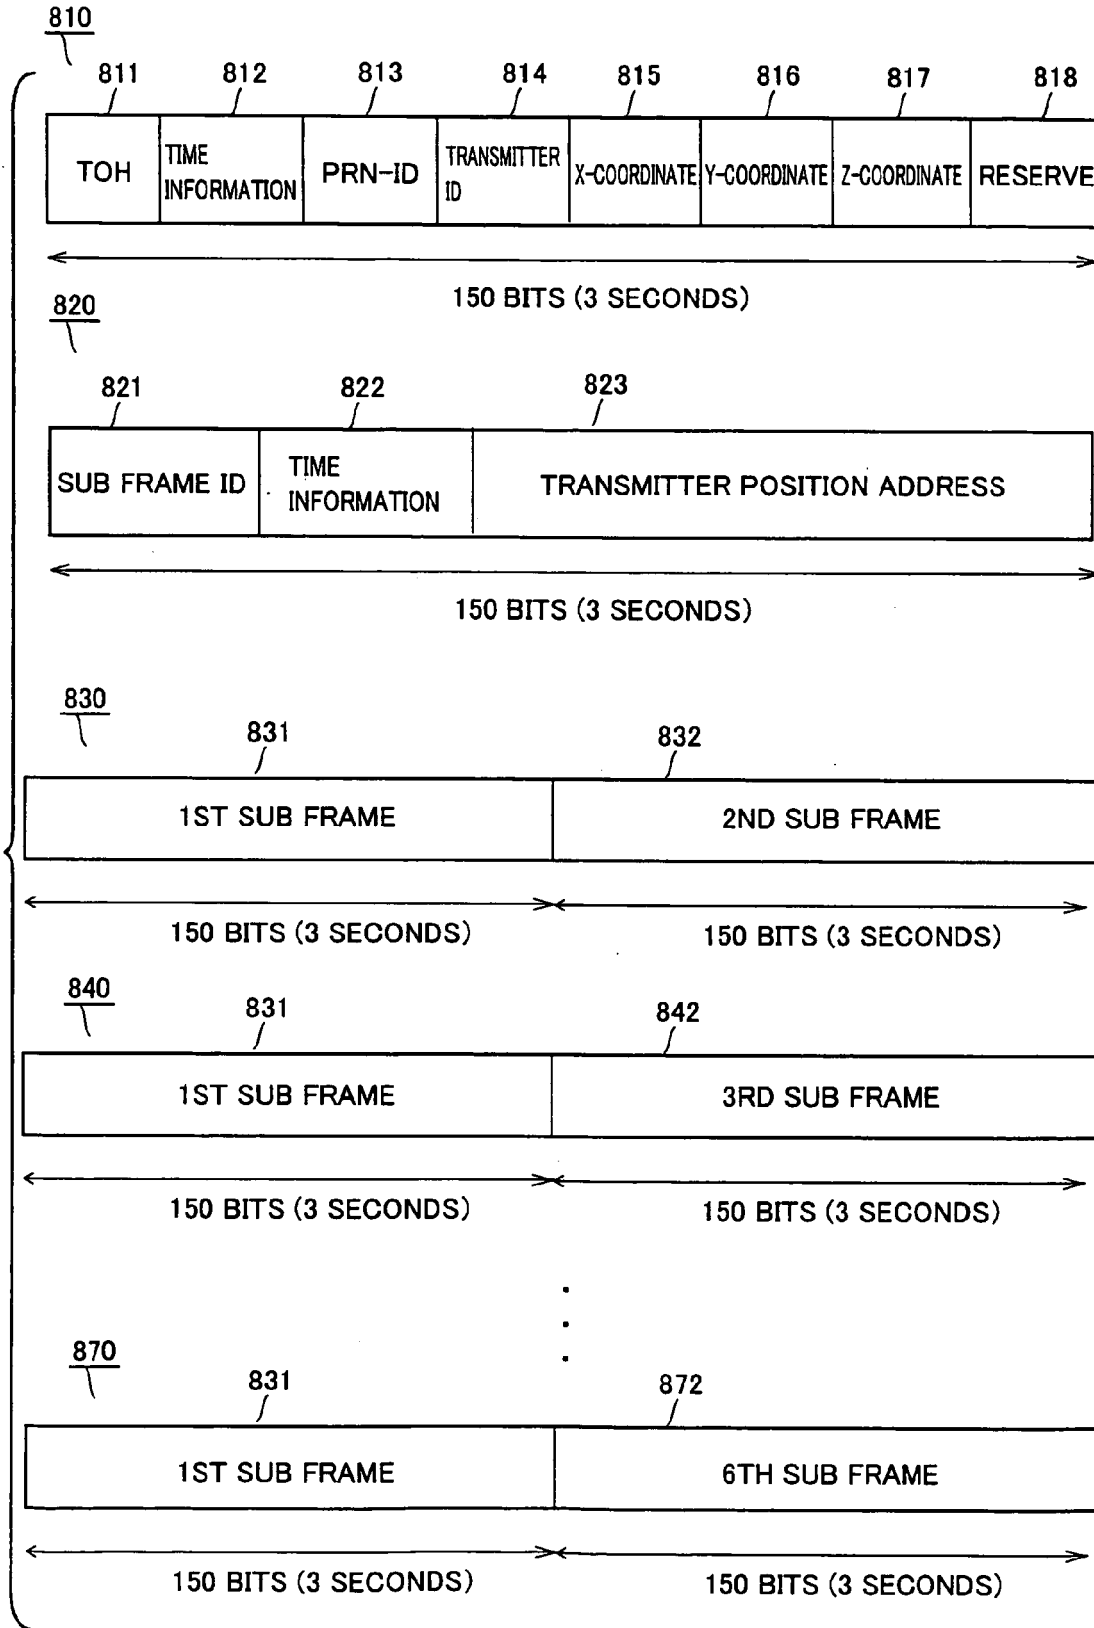 810
811 812 813 814 815 816 817 818
TOH TIME INFORMATION PRN-ID TRANSMITTER ID X-COORDINATE Y-COORDINATE Z-COORDINATE RESERVE
150 BITS (3 SECONDS)
820
821 822 823
SUB FRAME ID TIME INFORMATION TRANSMITTER POSITION ADDRESS
150 BITS (3 SECONDS)
830
831 832
1ST SUB FRAME 2ND SUB FRAME
150 BITS (3 SECONDS) 150 BITS (3 SECONDS)
840
831 842
1ST SUB FRAME 3RD SUB FRAME
150 BITS (3 SECONDS) 150 BITS (3 SECONDS)
870
831 872
1ST SUB FRAME 6TH SUB FRAME
150 BITS (3 SECONDS) 150 BITS (3 SECONDS)